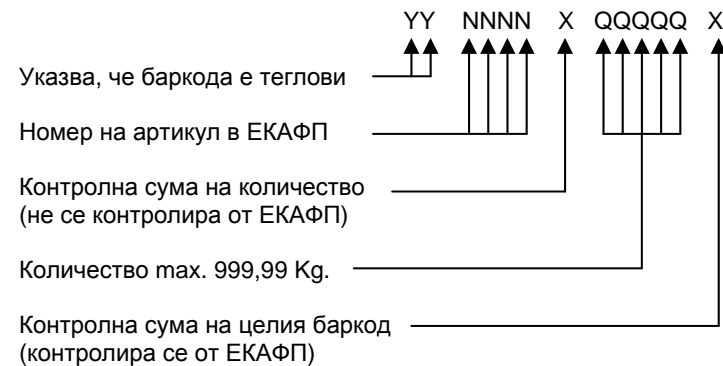 YY NNNN X QQQQQ X
Указва, че баркода е теглови
Номер на артикул в ЕКАФП
Контролна сума на количество
(не се контролира от ЕКАФП)
Количество max. 999,99 Kg.
Контролна сума на целия баркод
(контролира се от ЕКАФП)